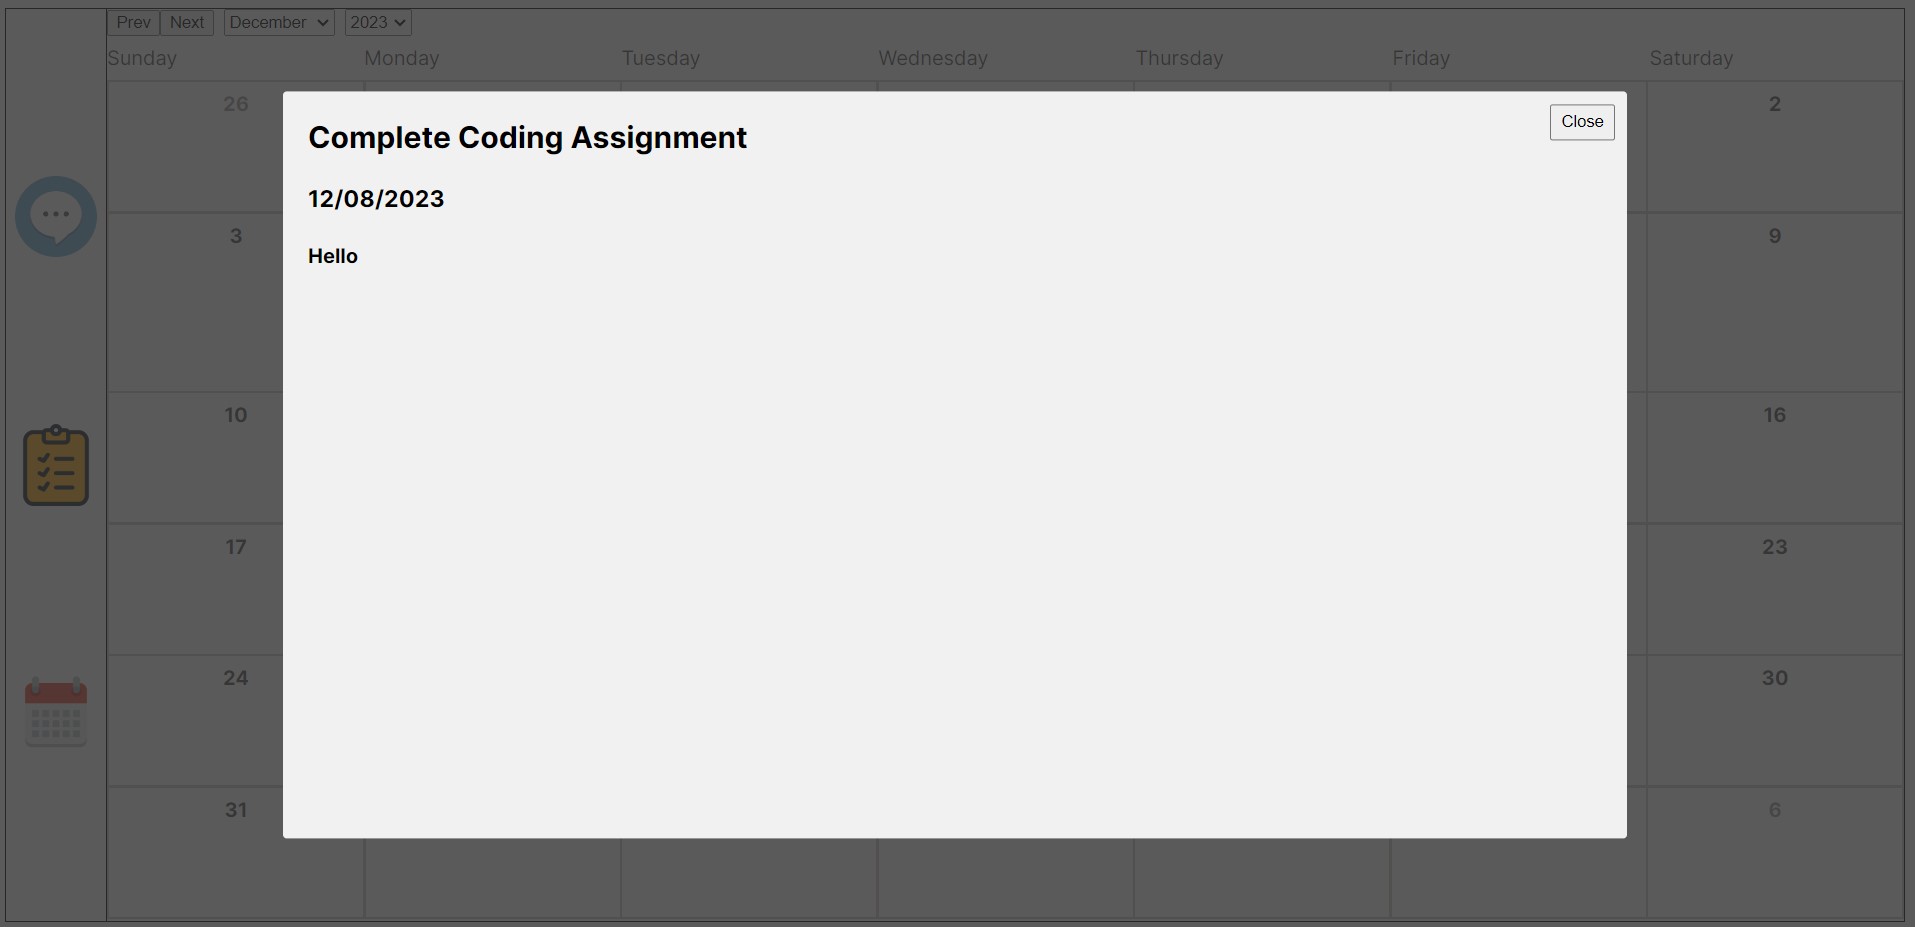 Prev Next December 2023
Sunday Monday Tuesday Wednesday Thursday Friday Saturday
26 2
Complete Coding Assignment Close
12/08/2023
3 9
Hello
10 16
17 23
24 30
31 6